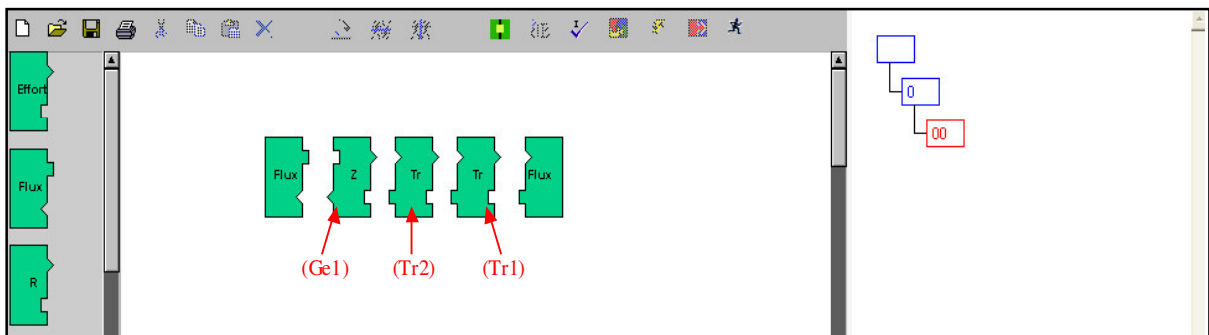 Effort
Flux
R
Flux Z Tr Tr Flux
(Ge1) (Tr2) (Tr1)
0
00